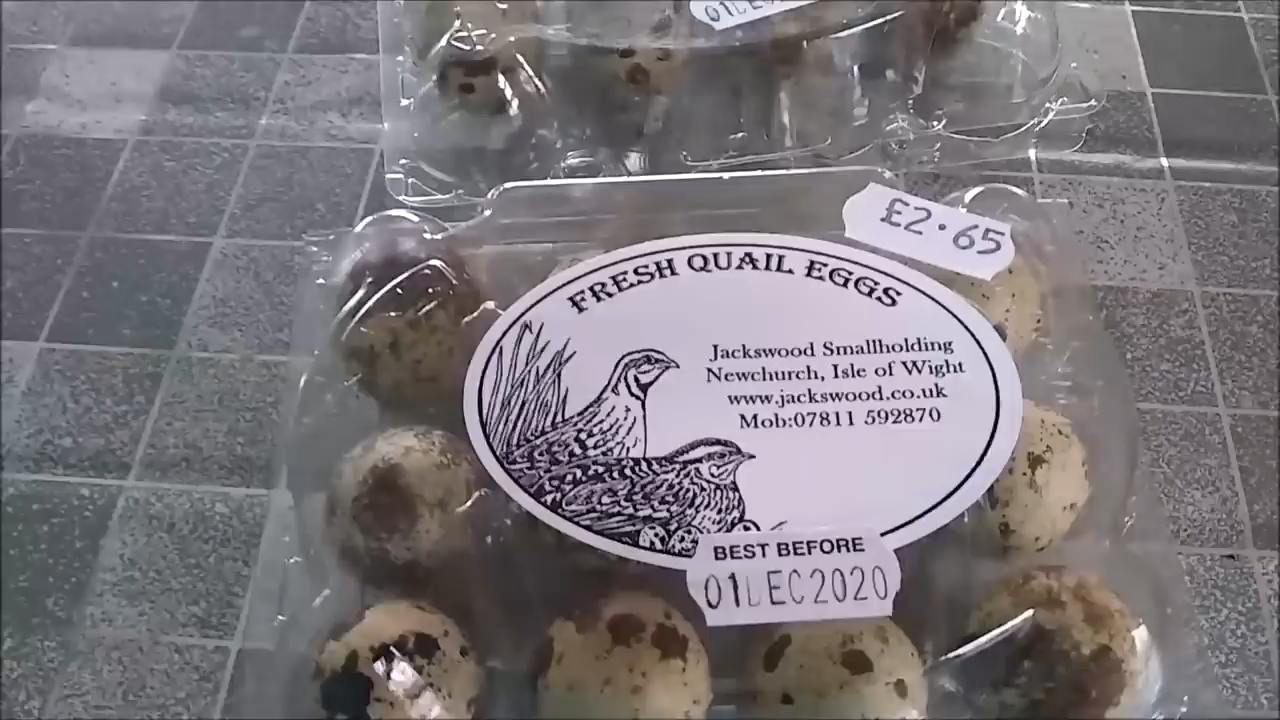 £2.65
FRESH QUAIL EGGS
Jackswood Smallholding
Newchurch, Isle of Wight
www.jackswood.co.uk
Mob:07811 592870
BEST BEFORE
01DEC2020